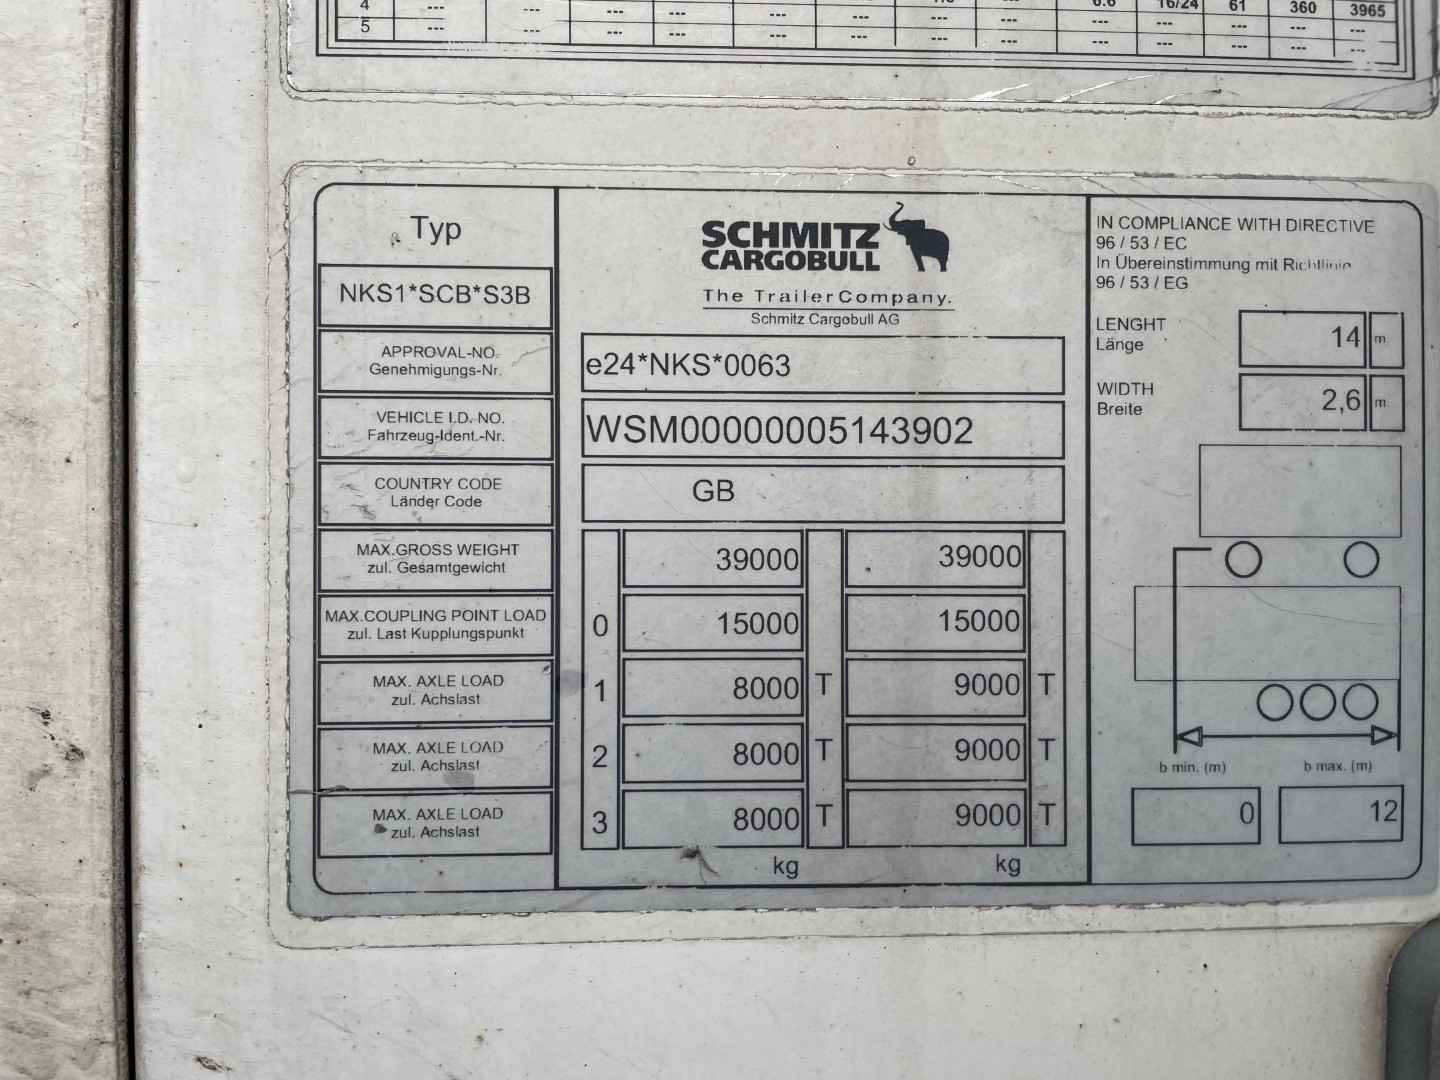 4 --- --- --- --- --- --- --- 6.6 16/24 61 360 3965
5 --- --- --- --- --- --- --- --- --- --- --- --- ---
Typ
NKS1*SCB*S3B
SCHMITZ
CARGOBULL
The Trailer Company.
Schmitz Cargobull AG
IN COMPLIANCE WITH DIRECTIVE
96 / 53 / EC
In Übereinstimmung mit Richtlinie
96 / 53 / EG
LENGHT
Länge
14 m
WIDTH
Breite
2,6 m
APPROVAL-NO.
Genehmigungs-Nr.
e24*NKS*0063
VEHICLE I.D. NO.
Fahrzeug-Ident.-Nr.
WSM00000005143902
COUNTRY CODE
Länder Code
GB
MAX.GROSS WEIGHT
zul. Gesamtgewicht
39000 39000
MAX.COUPLING POINT LOAD
zul. Last Kupplungspunkt
0 15000 15000
MAX. AXLE LOAD
zul. Achslast
1 8000 T 9000 T
MAX. AXLE LOAD
zul. Achslast
2 8000 T 9000 T
MAX. AXLE LOAD
zul. Achslast
3 8000 T 9000 T
kg kg
b min. (m) b max. (m)
0 12